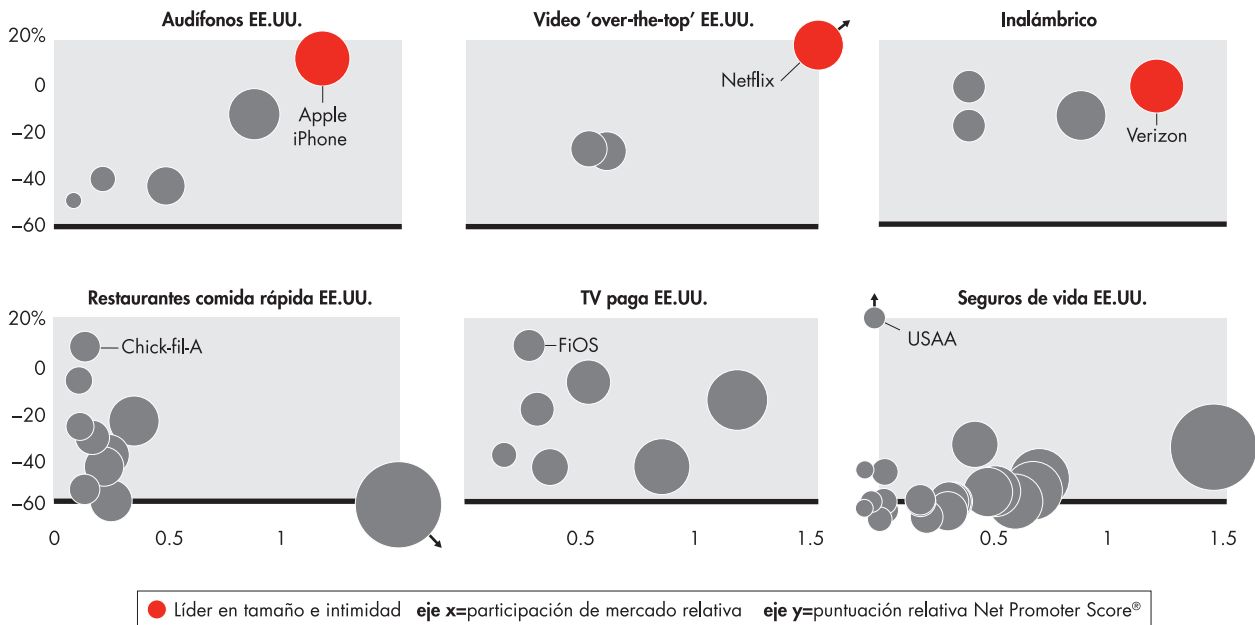 Audífonos EE.UU.
Video ‘over-the-top’ EE.UU.
Inalámbrico
20%
0
–20
–40
–60
Apple
iPhone
Netflix
Verizon
Restaurantes comida rápida EE.UU.
TV paga EE.UU.
Seguros de vida EE.UU.
20%
0
–20
–40
–60
Chick-fil-A
FiOS
USAA
0 0.5 1
0.5 1 1.5
0.5 1 1.5
Líder en tamaño e intimidad eje x=participación de mercado relativa eje y=puntuación relativa Net Promoter Score®